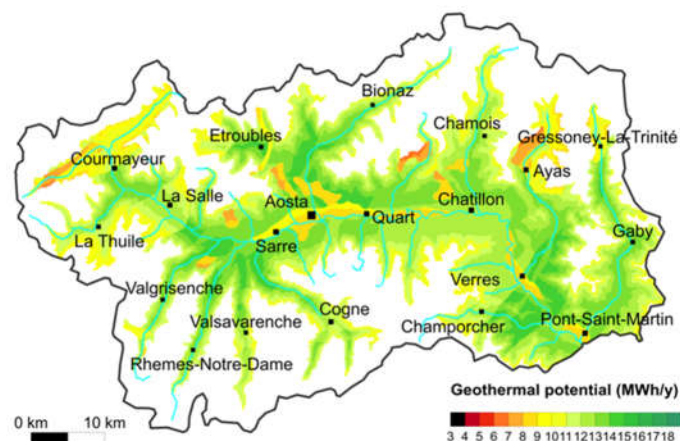 Bionaz
Etroubles
Chamois
Gressoney-La-Trinité
Courmayeur
Ayas
La Salle
Aosta
Quart
Chatillon
La Thuile
Sarre
Gaby
Valgrisenche
Verres
Valsavarenche
Cogne
Champorcher
Pont-Saint-Martin
Rhemes-Notre-Dame
Geothermal potential (MWh/y)
0 km 10 km
3 4 5 6 7 8 9 10 11 12 13 14 15 16 17 18